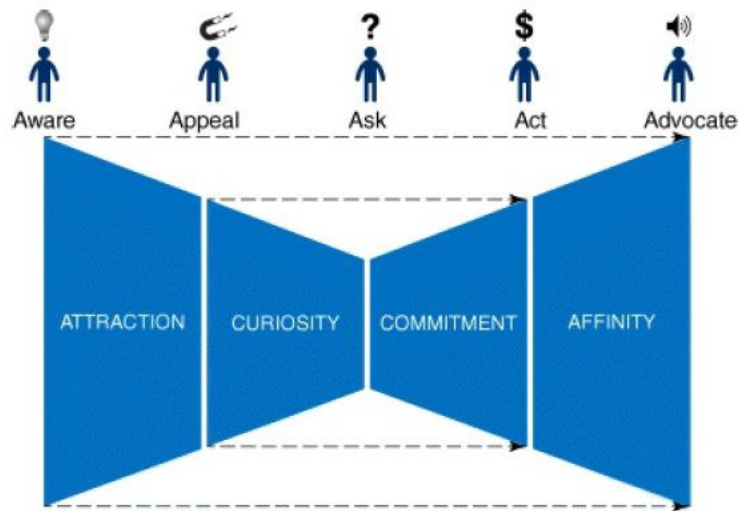 ? $
Aware Appeal Ask Act Advocate
ATTRACTION CURIOSITY COMMITMENT AFFINITY